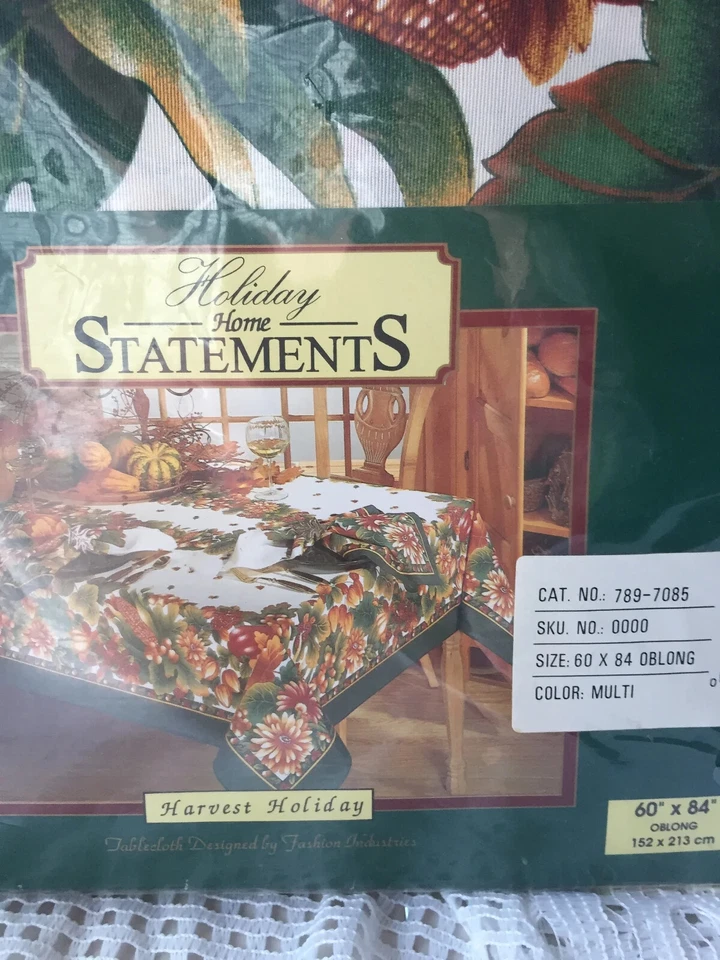 Holiday
Home
STATEMENTS
CAT. NO.: 789-7085
SKU. NO.: 0000
SIZE: 60 X 84 OBLONG
COLOR: MULTI
Harvest Holiday
Tablecloth Designed by Fashion Industries
60" x 84"
OBLONG
152 x 213 cm